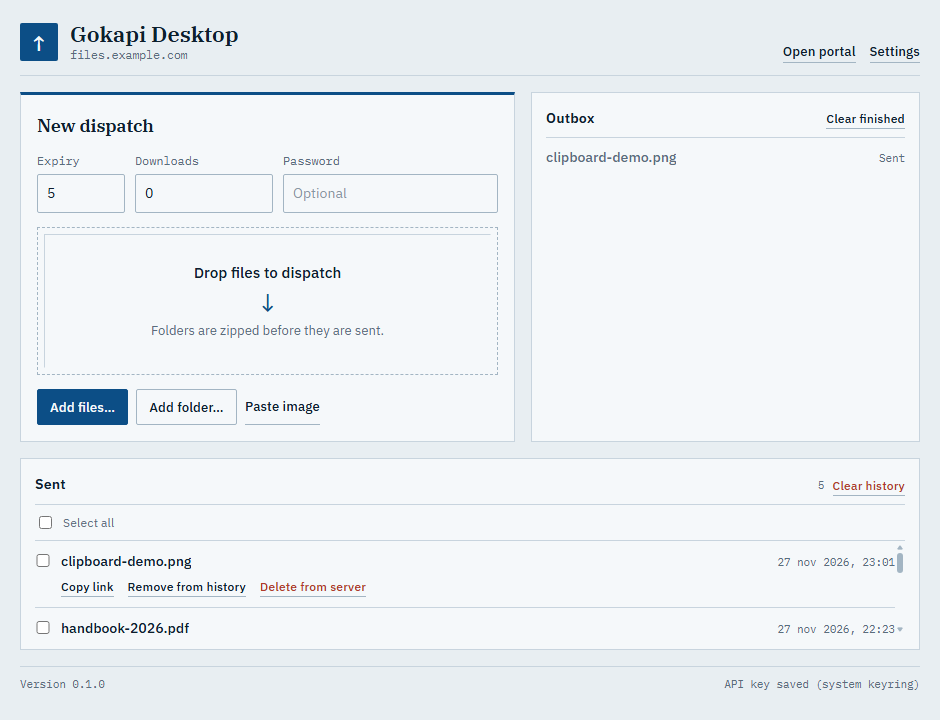 Gokapi Desktop
files.example.com
Open portal Settings
New dispatch
Expiry Downloads Password
5 0 Optional
Drop files to dispatch
↓
Folders are zipped before they are sent.
Add files... Add folder... Paste image
Outbox Clear finished
clipboard-demo.png Sent
Sent 5 Clear history
Select all
clipboard-demo.png 27 nov 2026, 23:01
Copy link Remove from history Delete from server
handbook-2026.pdf 27 nov 2026, 22:23
Version 0.1.0 API key saved (system keyring)